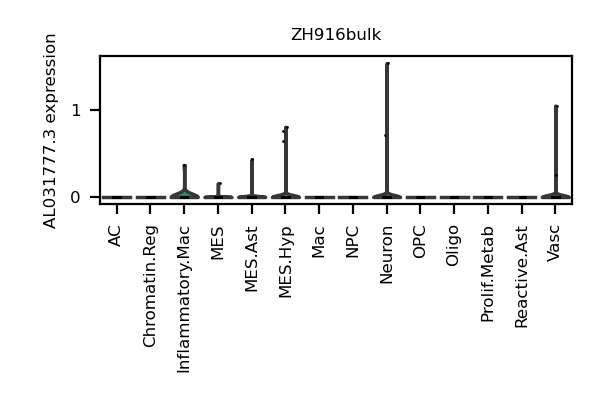 ZH916bulk
AL031777.3 expression
1
0
AC
Chromatin.Reg
Inflammatory.Mac
MES
MES.Ast
MES.Hyp
Mac
NPC
Neuron
OPC
Oligo
Prolif.Metab
Reactive.Ast
Vasc